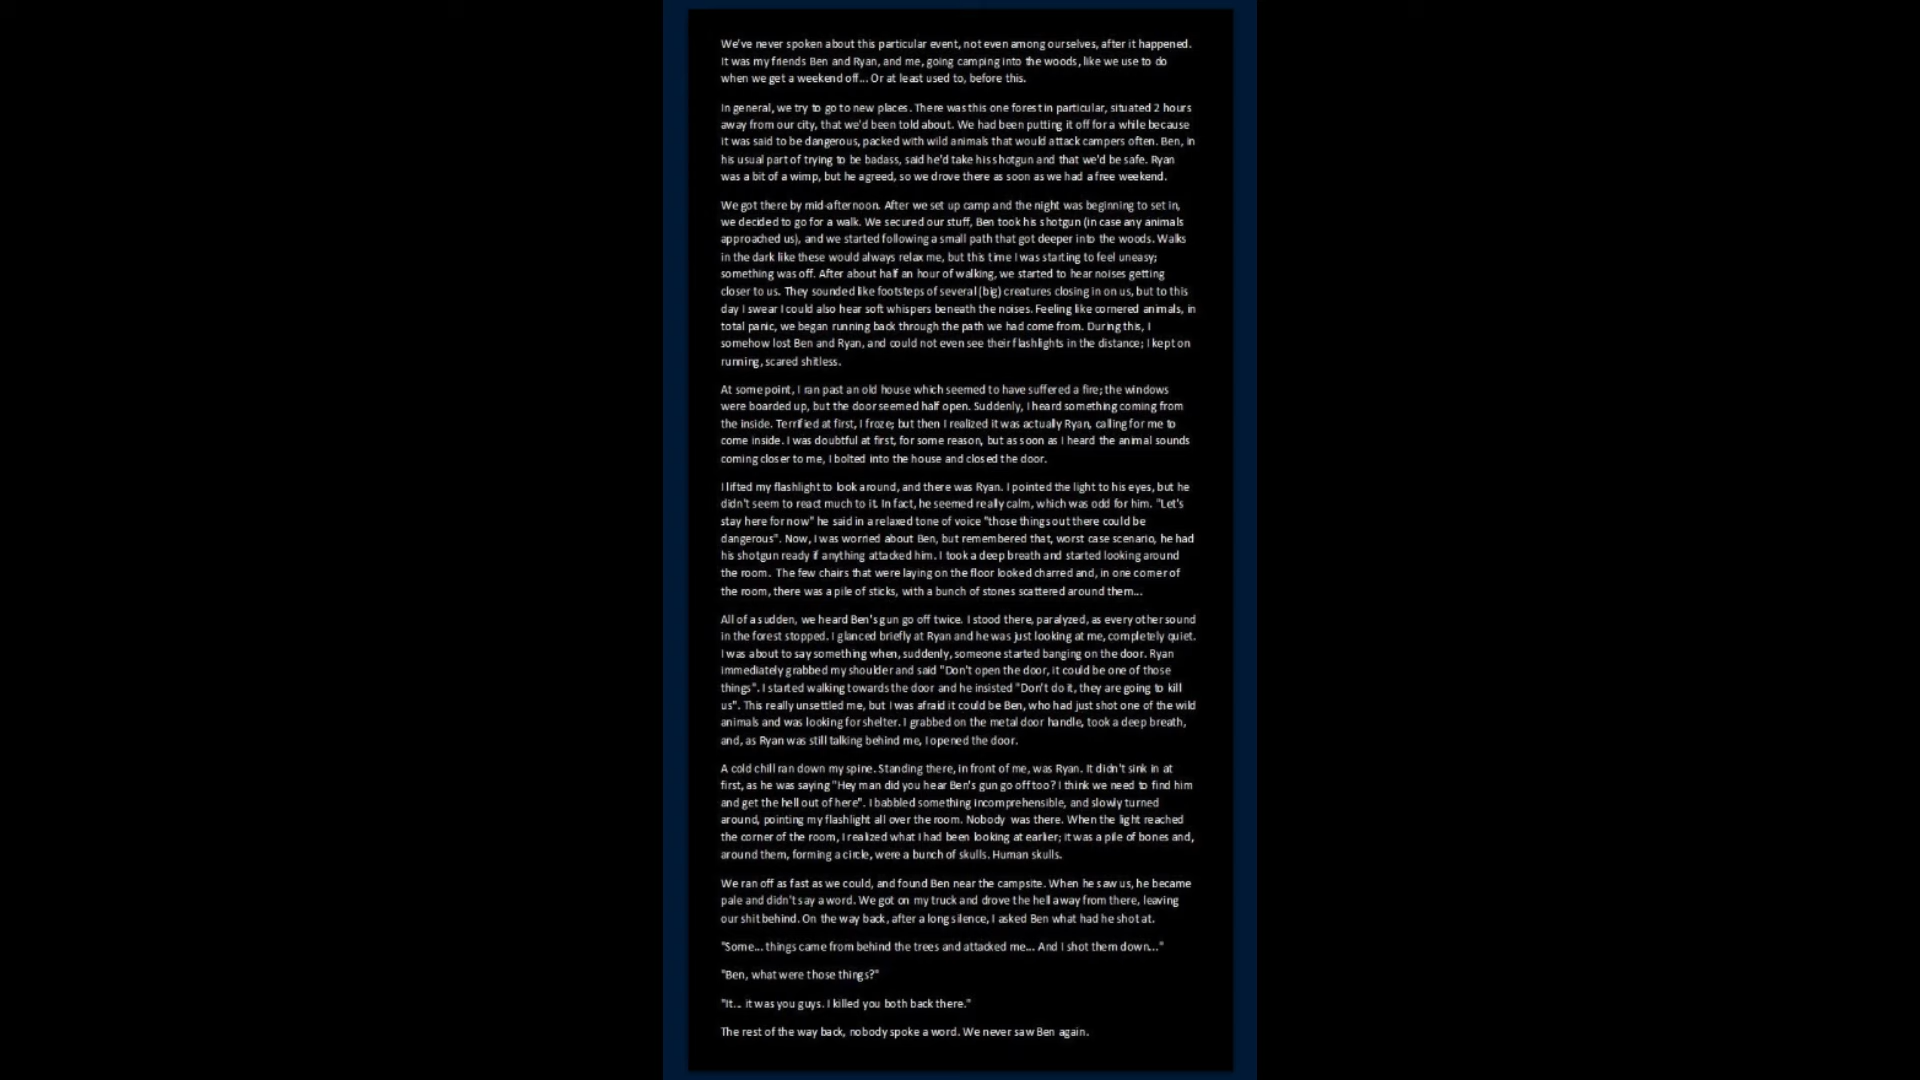 We've never spoken about this particular event, not even among ourselves, after it happened.
It was my friends Ben and Ryan, and me, going camping into the woods, like we use to do
when we get a weekend off... Or at least used to, before this.
In general, we try to go to new places. There was this one forest in particular, situated 2 hours
away from our city, that we'd been told about. We had been putting it off for a while because
it was said to be dangerous, packed with wild animals that would attack campers often. Ben, in
his usual part of trying to be badass, said he'd take his shotgun and that we'd be safe. Ryan
was a bit of a wimp, but he agreed, so we drove there as soon as we had a free weekend.
We got there by mid-afternoon. After we set up camp and the night was beginning to set in,
we decided to go for a walk. We secured our stuff, Ben took his shotgun (in case any animals
approached us), and we started following a small path that got deeper into the woods. Walks
in the dark like these would always relax me, but this time I was starting to feel uneasy;
something was off. After about half an hour of walking, we started to hear noises getting
closer to us. They sounded like footsteps of several (big) creatures closing in on us, but to this
day I swear I could also hear soft whispers beneath the noises. Feeling like cornered animals, in
total panic, we began running back through the path we had come from. During this, I
somehow lost Ben and Ryan, and could not even see their flashlights in the distance; I kept on
running, scared shitless.
At some point, I ran past an old house which seemed to have suffered a fire; the windows
were boarded up, but the door seemed half open. Suddenly, I heard something coming from
the inside. Terrified at first, I froze; but then I realized it was actually Ryan, calling for me to
come inside. I was doubtful at first, for some reason, but as soon as I heard the animal sounds
coming closer to me, I bolted into the house and closed the door.
I lifted my flashlight to look around, and there was Ryan. I pointed the light to his eyes, but he
didn't seem to react much to it. In fact, he seemed really calm, which was odd for him. "Let's
stay here for now" he said in a relaxed tone of voice "those things out there could be
dangerous". Now, I was worried about Ben, but remembered that, worst case scenario, he had
his shotgun ready if anything attacked him. I took a deep breath and started looking around
the room. The few chairs that were laying on the floor looked charred and, in one corner of
the room, there was a pile of sticks, with a bunch of stones scattered around them...
All of a sudden, we heard Ben's gun go off twice. I stood there, paralyzed, as every other sound
in the forest stopped. I glanced briefly at Ryan and he was just looking at me, completely quiet.
I was about to say something when, suddenly, someone started banging on the door. Ryan
immediately grabbed my shoulder and said "Don't open the door, it could be one of those
things". I started walking towards the door and he insisted "Don't do it, they are going to kill
us". This really unsettled me, but I was afraid it could be Ben, who had just shot one of the wild
animals and was looking for shelter. I grabbed on the metal door handle, took a deep breath,
and, as Ryan was still talking behind me, I opened the door.
A cold chill ran down my spine. Standing there, in front of me, was Ryan. It didn't sink in at
first, as he was saying "Hey man did you hear Ben's gun go off too? I think we need to find him
and get the hell out of here". I babbled something incomprehensible, and slowly turned
around, pointing my flashlight all over the room. Nobody was there. When the light reached
the corner of the room, I realized what I had been looking at earlier; it was a pile of bones and,
around them, forming a circle, were a bunch of skulls. Human skulls.
We ran off as fast as we could, and found Ben near the campsite. When he saw us, he became
pale and didn't say a word. We got on my truck and drove the hell away from there, leaving
our shit behind. On the way back, after a long silence, I asked Ben what had he shot at.
"Some... things came from behind the trees and attacked me... And I shot them down..."
"Ben, what were those things?"
"It... it was you guys. I killed you both back there."
The rest of the way back, nobody spoke a word. We never saw Ben again.